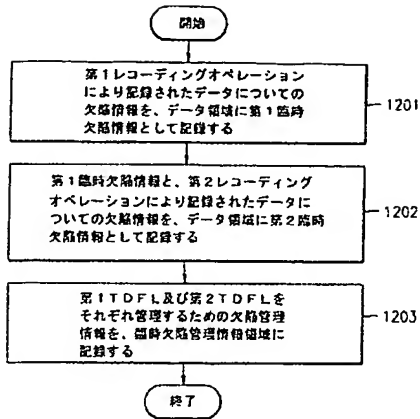 開始
第1レコーディングオペレーション
により記録されたデータについての
欠陥情報を、データ領域に第1臨時
欠陥情報として記録する
1201
第1臨時欠陥情報と、第2レコーディング
オペレーションにより記録されたデータに
ついての欠陥情報を、データ領域に第2臨時
欠陥情報として記録する
1202
第1TDFL及び第2TDFLを
それぞれ管理するための欠陥管理
情報を、臨時欠陥管理情報領域に
記録する
1203
終了